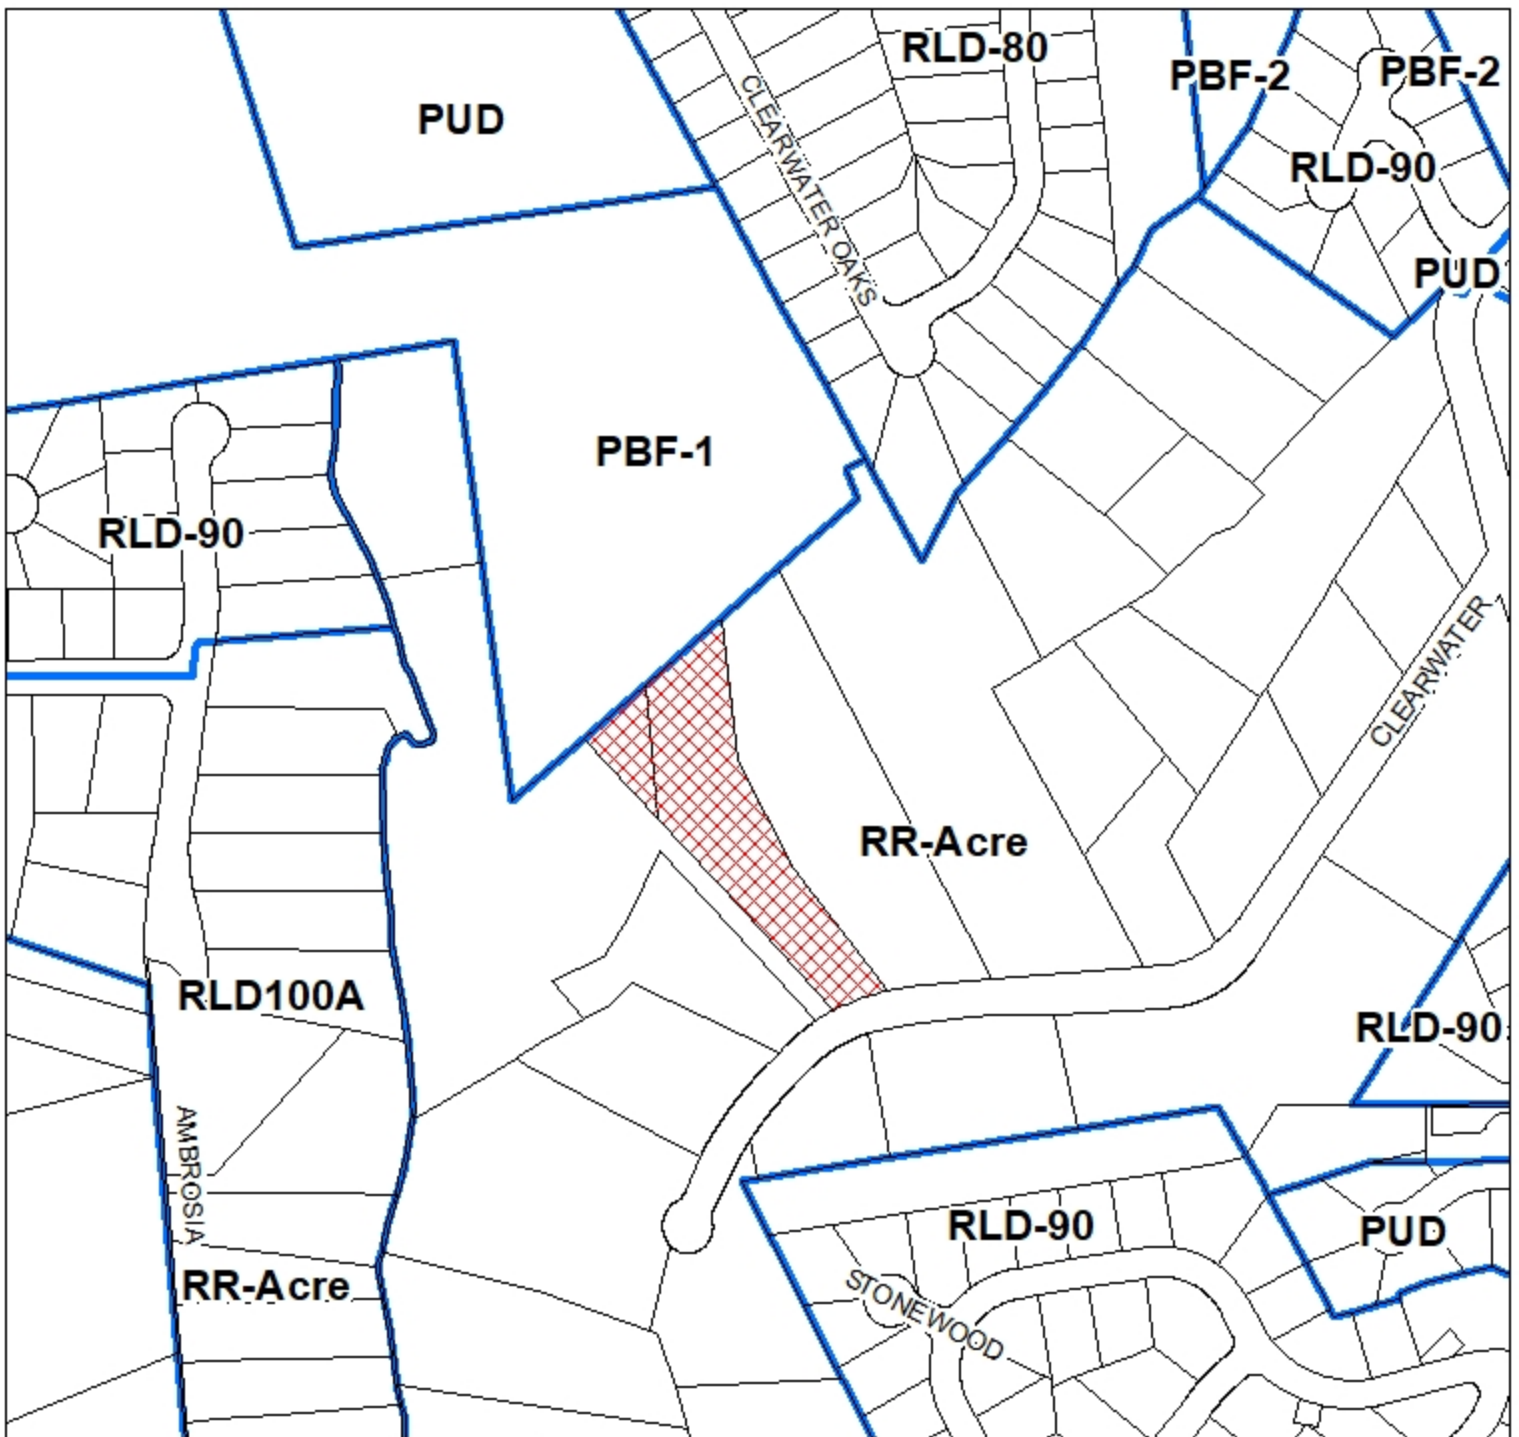 RLD-80
PBF-2
PBF-2
PUD
CLEARWATER OAKS
RLD-90
PUD
PBF-1
RLD-90
CLEARWATER
RR-Acre
RLD100A
RLD-90
AMBROSIA
RLD-90
PUD
RR-Acre
STONEWOOD